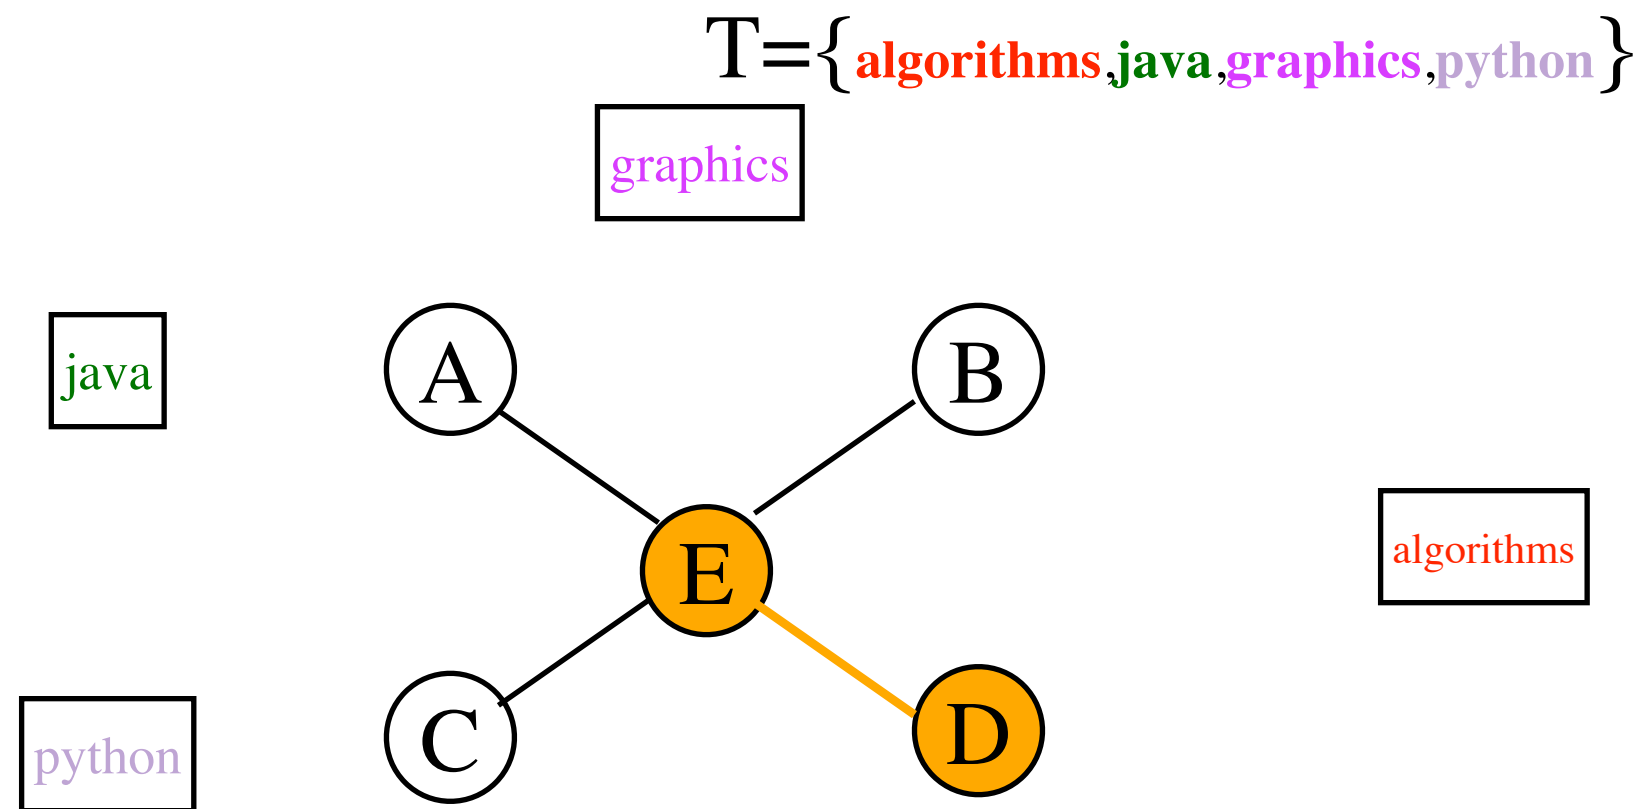 T={algorithms,java,graphics,python}
graphics
java
A
B
algorithms
E
python
C
D